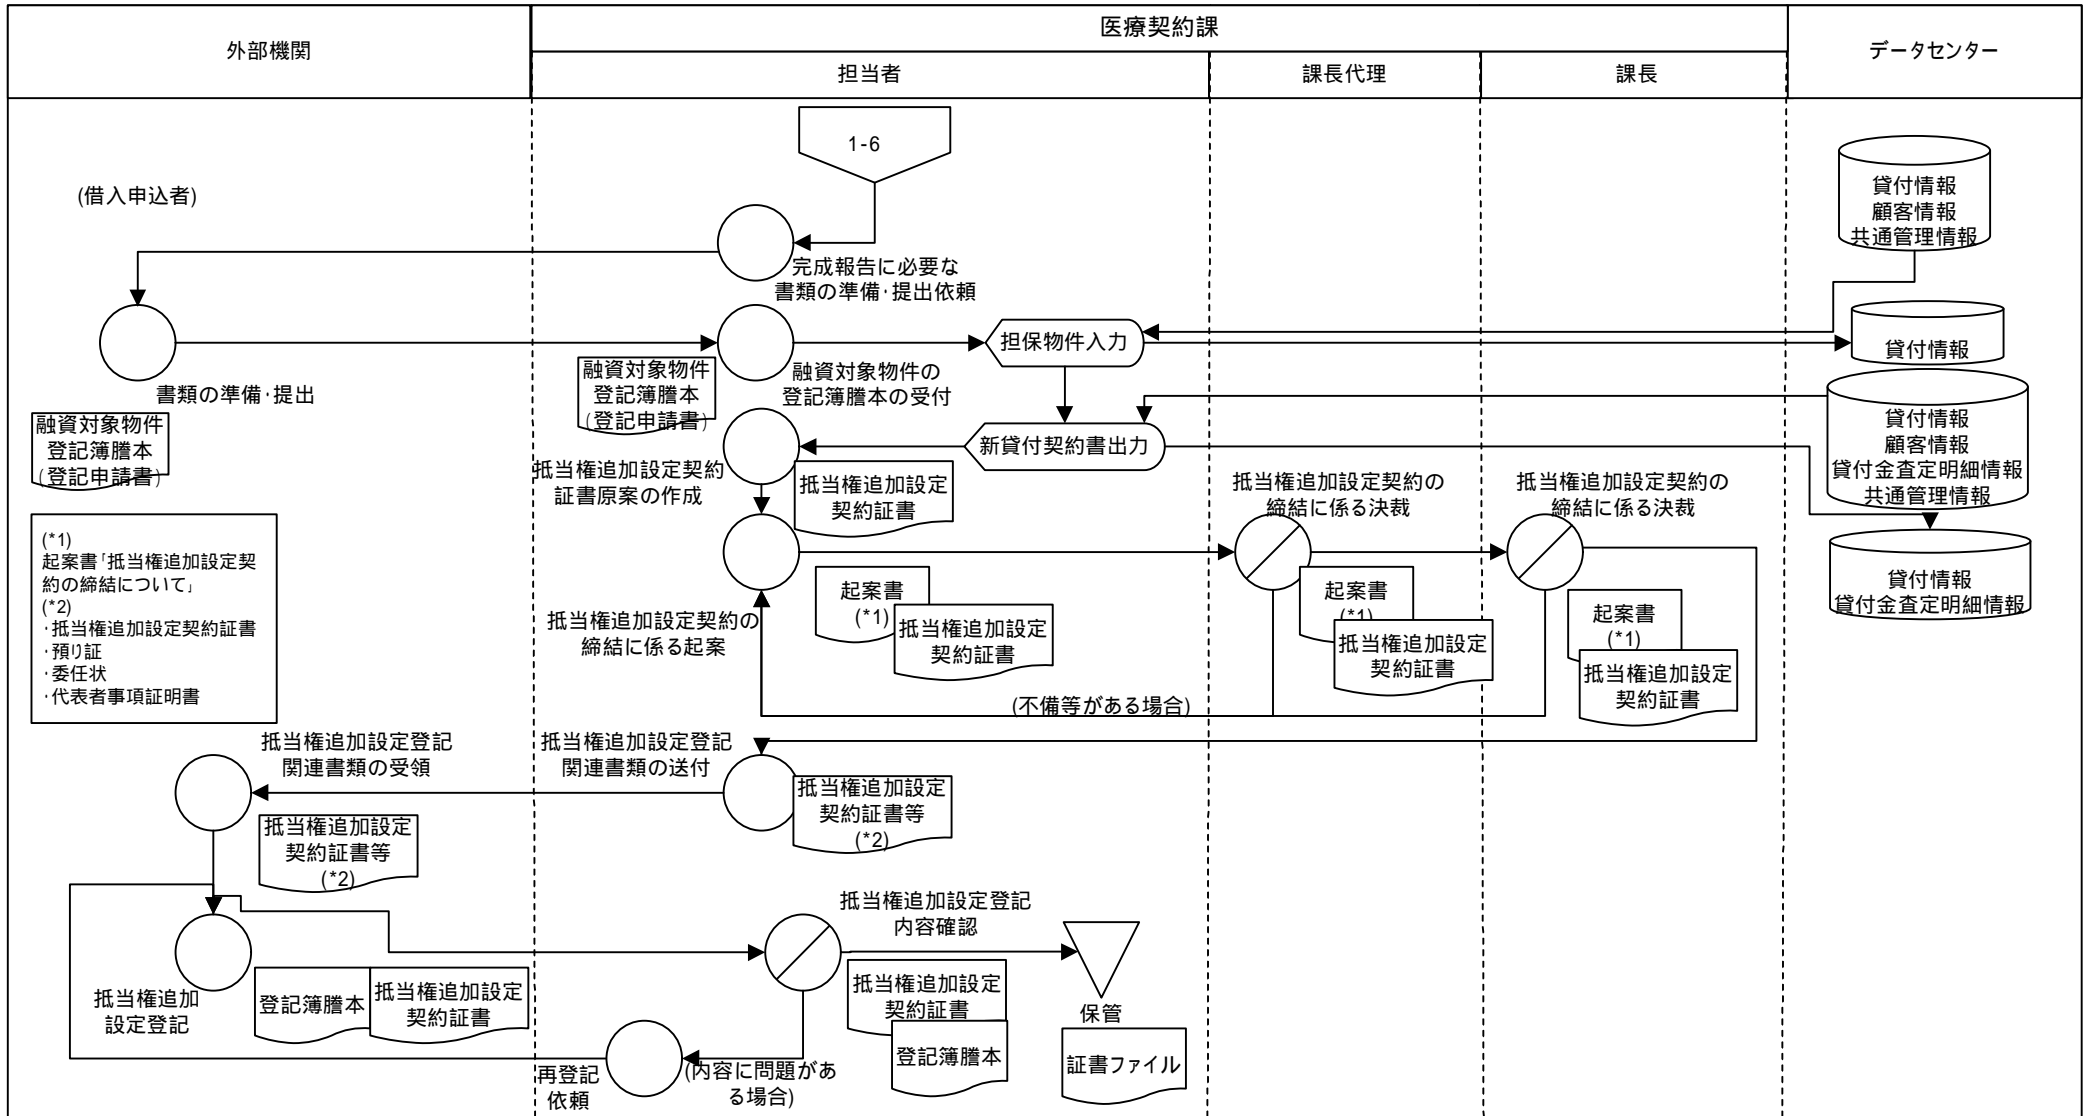 外部機関
医療契約課
データセンター
担当者
課長代理
課長
1-6
(借入申込者)
貸付情報
顧客情報
共通管理情報
完成報告に必要な
書類の準備・提出依頼
担保物件入力
貸付情報
書類の準備・提出
融資対象物件
登記簿謄本
(登記申請書)
融資対象物件の
登記簿謄本の受付
融資対象物件
登記簿謄本
(登記申請書)
新貸付契約書出力
貸付情報
顧客情報
貸付金査定明細情報
共通管理情報
抵当権追加設定契約
証書原案の作成
抵当権追加設定
契約証書
抵当権追加設定契約の
締結に係る決裁
抵当権追加設定契約の
締結に係る決裁
(*1)
起案書「抵当権追加設定契
約の締結について」
(*2)
・抵当権追加設定契約証書
・預り証
・委任状
・代表者事項証明書
貸付情報
貸付金査定明細情報
抵当権追加設定契約の
締結に係る起案
起案書
(*1)
抵当権追加設定
契約証書
起案書
(*1)
抵当権追加設定
契約証書
起案書
(*1)
抵当権追加設定
契約証書
(不備等がある場合)
抵当権追加設定登記
関連書類の受領
抵当権追加設定登記
関連書類の送付
抵当権追加設定
契約証書等
(*2)
抵当権追加設定
契約証書等
(*2)
抵当権追加設定登記
内容確認
抵当権追加
設定登記
登記簿謄本
抵当権追加設定
契約証書
抵当権追加設定
契約証書
登記簿謄本
保管
証書ファイル
再登記
依頼
(内容に問題があ
る場合)